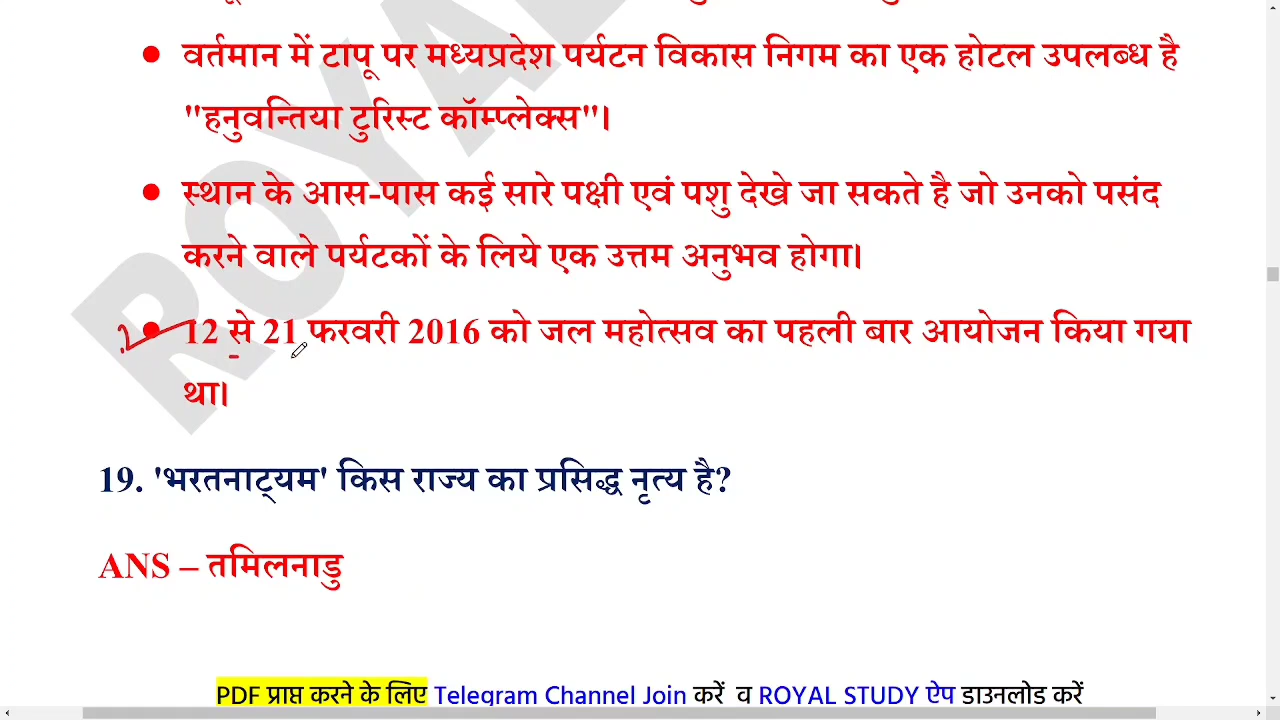 वर्तमान में टापू पर मध्यप्रदेश पर्यटन विकास निगम का एक होटल उपलब्ध है
"हनुवन्तिया टुरिस्ट कॉम्प्लेक्स"।
स्थान के आस-पास कई सारे पक्षी एवं पशु देखे जा सकते है जो उनको पसंद
करने वाले पर्यटकों के लिये एक उत्तम अनुभव होगा।
12 से 21 फरवरी 2016 को जल महोत्सव का पहली बार आयोजन किया गया
था।
19. 'भरतनाट्यम' किस राज्य का प्रसिद्ध नृत्य है?
ANS – तमिलनाडु
PDF प्राप्त करने के लिए Telegram Channel Join करें व ROYAL STUDY ऐप डाउनलोड करें
ROYAL